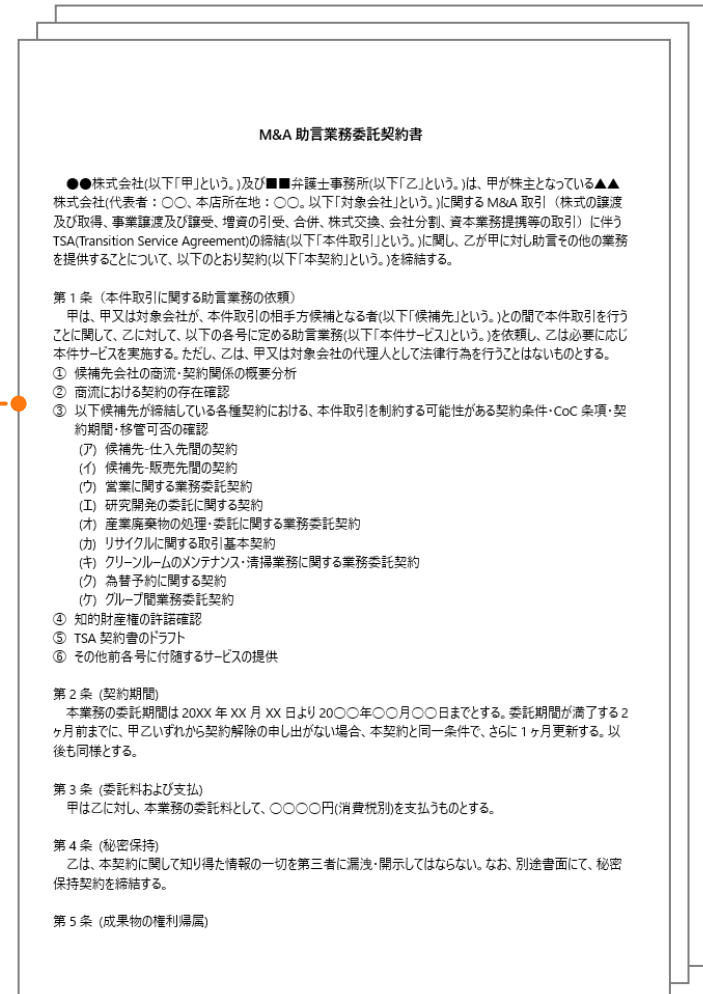 M&A 助言業務委託契約書
●●株式会社(以下「甲」という。)及び■■弁護士事務所(以下「乙」という。)は、甲が株主となっている▲▲
株式会社(代表者：〇〇、本店所在地：〇〇。以下「対象会社」という。)に関する M&A 取引（株式の譲渡
及び取得、事業譲渡及び譲受、増資の引受、合併、株式交換、会社分割、資本業務提携等の取引）に伴う
TSA(Transition Service Agreement)の締結(以下「本件取引」という。)に関し、乙が甲に対し助言その他の業務
を提供することについて、以下のとおり契約(以下「本契約」という。)を締結する。
第 1 条（本件取引に関する助言業務の依頼）
甲は、甲又は対象会社が、本件取引の相手方候補となる者(以下「候補先」という。)との間で本件取引を行う
ことに関して、乙に対して、以下の各号に定める助言業務(以下「本件サービス」という。)を依頼し、乙は必要に応じ
本件サービスを実施する。ただし、乙は、甲又は対象会社の代理人として法律行為を行うことはないものとする。
① 候補先会社の商流・契約関係の概要分析
② 商流における契約の存在確認
③ 以下候補先が締結している各種契約における、本件取引を制約する可能性がある契約条件・CoC 条項・契
約期間・移管可否の確認
(ア) 候補先-仕入先間の契約
(イ) 候補先-販売先間の契約
(ウ) 営業に関する業務委託契約
(エ) 研究開発の委託に関する契約
(オ) 産業廃棄物の処理・委託に関する業務委託契約
(カ) リサイクルに関する取引基本契約
(キ) クリーンルームのメンテナンス・清掃業務に関する業務委託契約
(ク) 為替予約に関する契約
(ケ) グループ間業務委託契約
④ 知的財産権の許諾確認
⑤ TSA 契約書のドラフト
⑥ その他前各号に付随するサービスの提供
第 2 条 (契約期間)
本業務の委託期間は 20XX 年 XX 月 XX 日より 20〇〇年〇〇月〇〇日までとする。委託期間が満了する 2
ヶ月前までに、甲乙いずれから契約解除の申し出がない場合、本契約と同一条件で、さらに 1 ヶ月更新する。以
後も同様とする。
第 3 条 (委託料および支払)
甲は乙に対し、本業務の委託料として、〇〇〇〇円(消費税別)を支払うものとする。
第 4 条 (秘密保持)
乙は、本契約に関して知り得た情報の一切を第三者に漏洩・開示してはならない。なお、別途書面にて、秘密
保持契約を締結する。
第 5 条 (成果物の権利帰属)